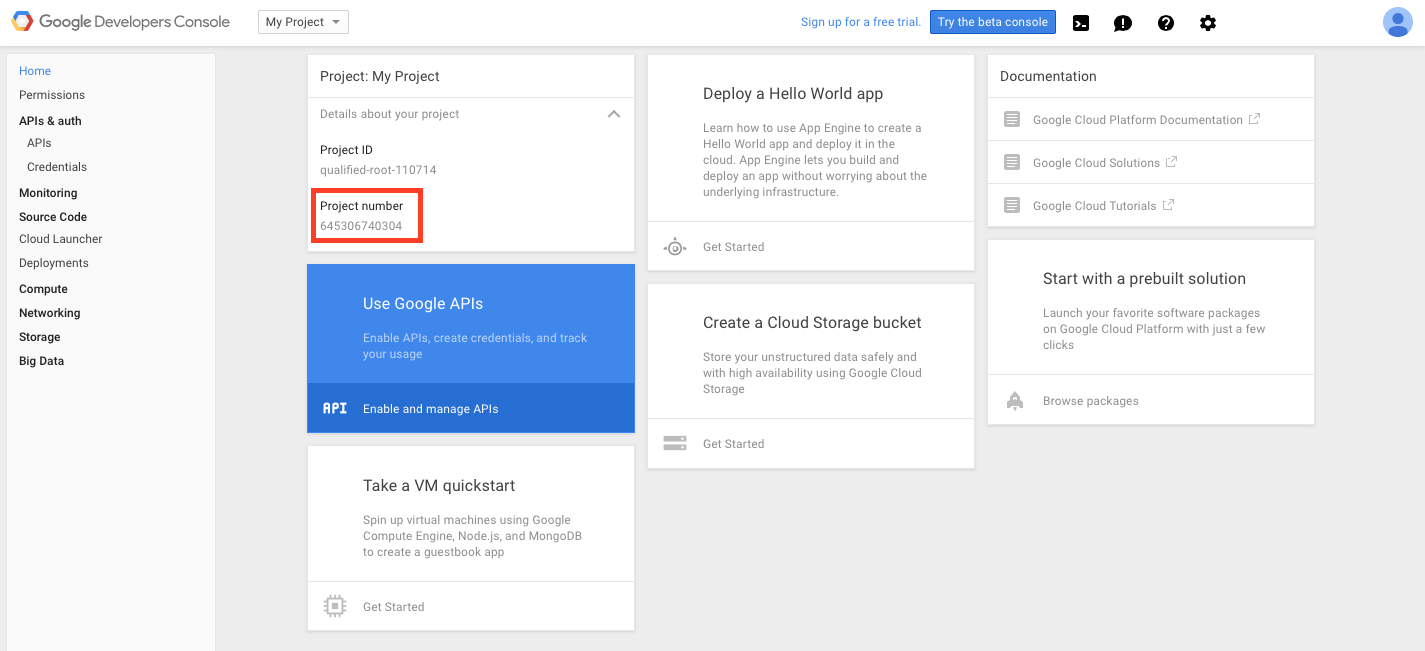 Google Developers Console
My Project
Sign up for a free trial.
Try the beta console
Home
Permissions
APIs & auth
APIs
Credentials
Monitoring
Source Code
Cloud Launcher
Deployments
Compute
Networking
Storage
Big Data
Project: My Project
Details about your project
Project ID
qualified-root-110714
Project number
645306740304
Use Google APIs
Enable APIs, create credentials, and track
your usage
API
Enable and manage APIs
Take a VM quickstart
Spin up virtual machines using Google
Compute Engine, Node.js, and MongoDB
to create a guestbook app
Get Started
Deploy a Hello World app
Learn how to use App Engine to create a
Hello World app and deploy it in the
cloud. App Engine lets you build and
deploy an app without worrying about the
underlying infrastructure.
Get Started
Create a Cloud Storage bucket
Store your unstructured data safely and
with high availability using Google Cloud
Storage
Get Started
Documentation
Google Cloud Platform Documentation
Google Cloud Solutions
Google Cloud Tutorials
Start with a prebuilt solution
Launch your favorite software packages
on Google Cloud Platform with just a few
clicks
Browse packages